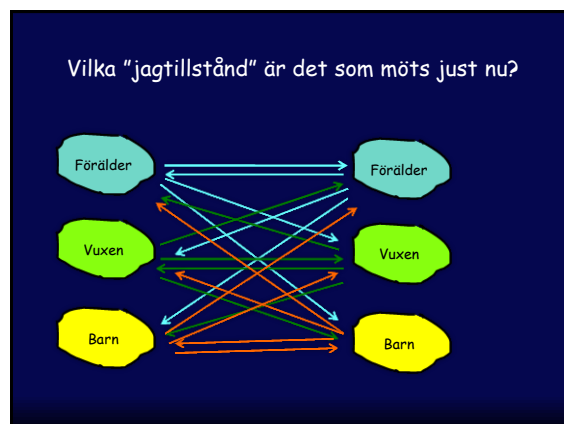 Vilka ”jagtillstånd” är det som möts just nu?
Förälder
Förälder
Vuxen
Vuxen
Barn
Barn